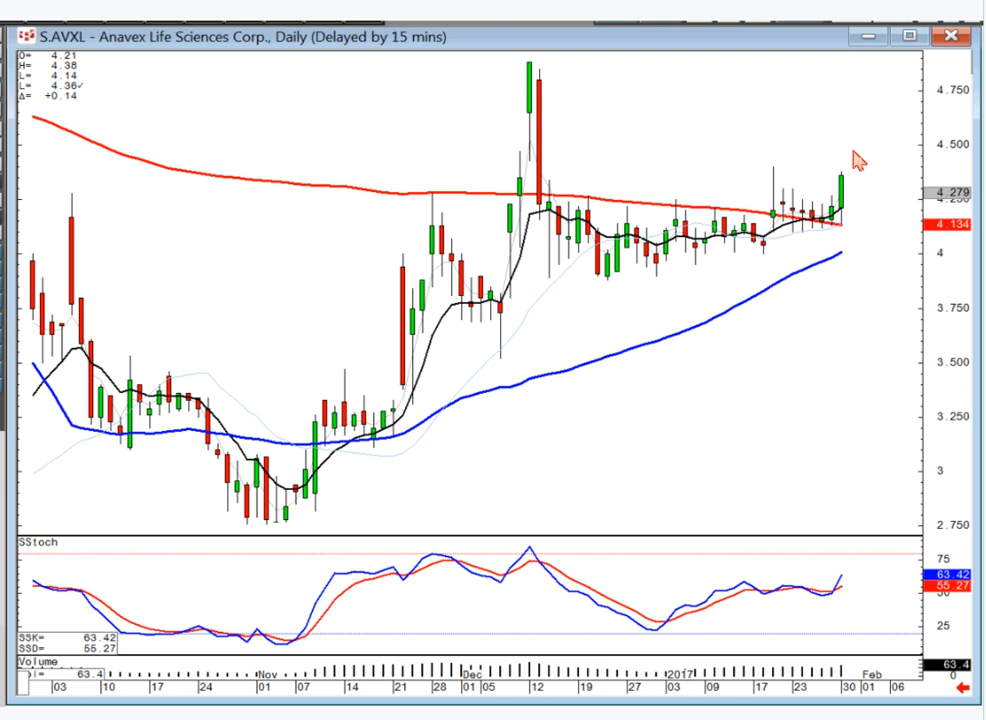 S.AVXL - Anavex Life Sciences Corp., Daily (Delayed by 15 mins)
O= 4.21
H= 4.38
L= 4.14
L= 4.36✓
Δ= +0.14
4.750
4.500
4.279
4.134
4
3.750
3.500
3.250
3
2.750
SStoch
75
63.42
55.27
25
SSK= 63.42
SSD= 55.27
Volume
63.4
63.4
0
Nov Dec 2017 Feb
03 10 17 24 01 07 14 21 28 01 05 12 19 27 03 09 17 23 30 01 06